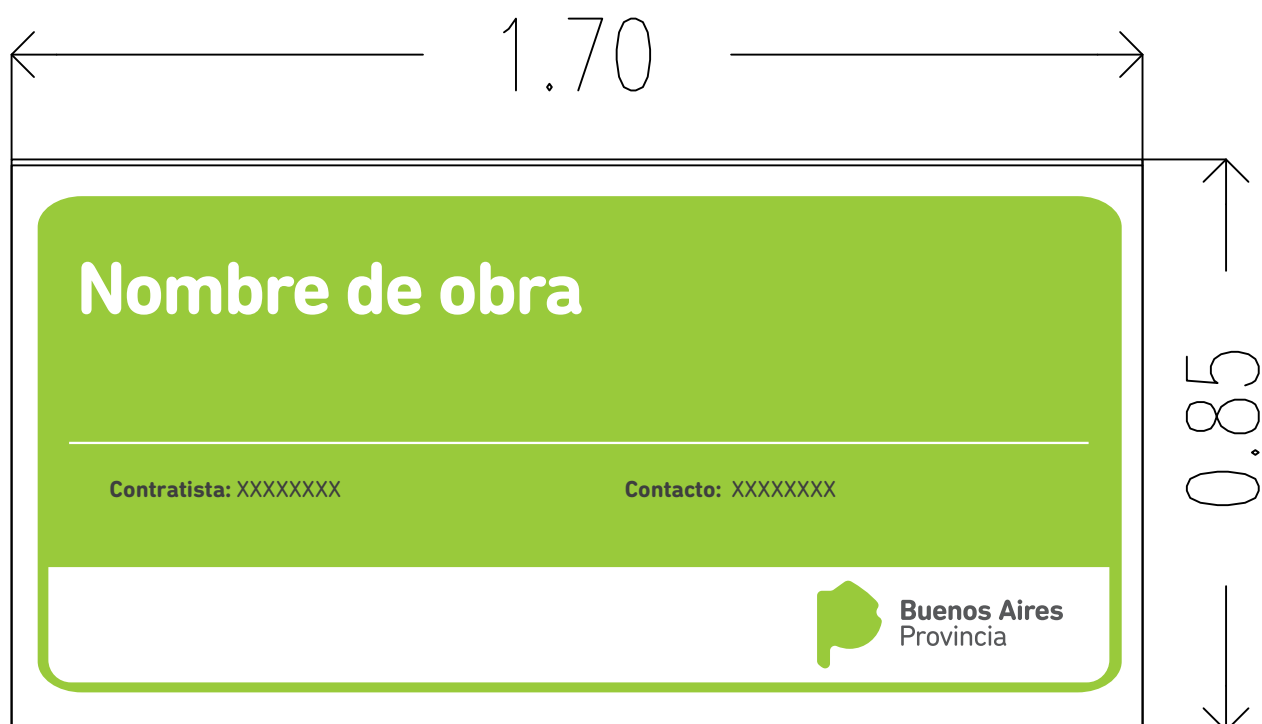 1.70
Nombre de obra
0.85
Contratista: XXXXXXXX
Contacto: XXXXXXXX
Buenos Aires
Provincia